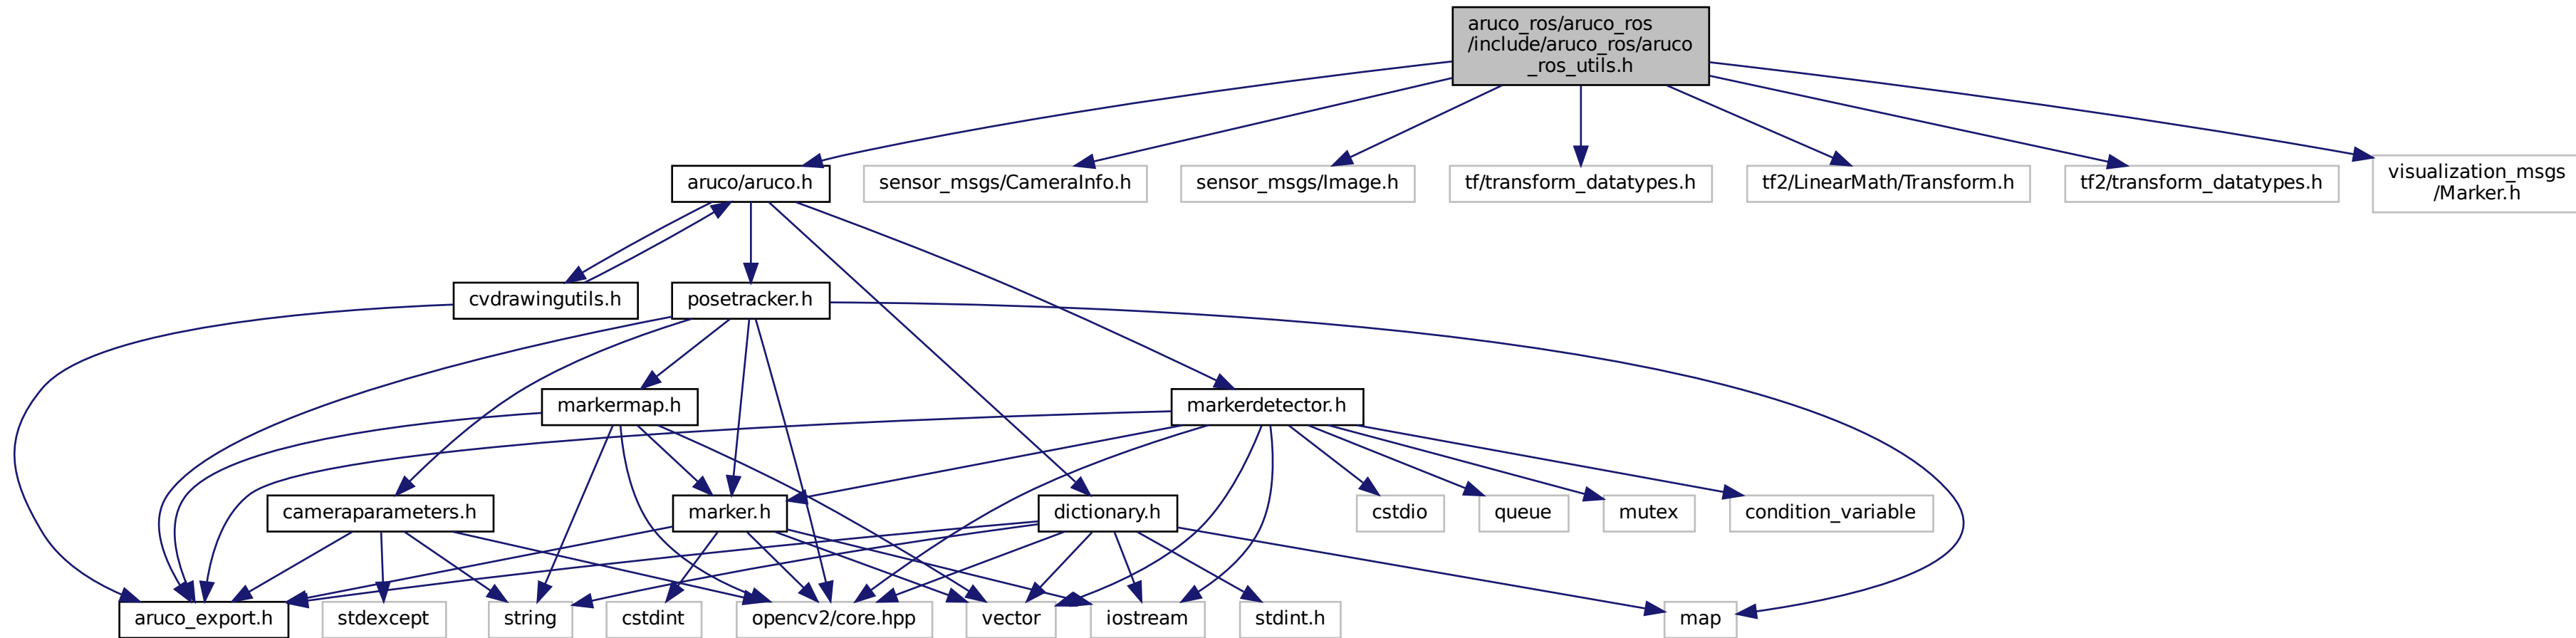 aruco_ros/aruco_ros
/include/aruco_ros/aruco
_ros_utils.h
aruco/aruco.h
sensor_msgs/CameraInfo.h
sensor_msgs/Image.h
tf/transform_datatypes.h
tf2/LinearMath/Transform.h
tf2/transform_datatypes.h
visualization_msgs
/Marker.h
cvdrawingutils.h
posetracker.h
markermap.h
markerdetector.h
cameraparameters.h
marker.h
dictionary.h
cstdio
queue
mutex
condition_variable
aruco_export.h
stdexcept
string
cstdint
opencv2/core.hpp
vector
iostream
stdint.h
map